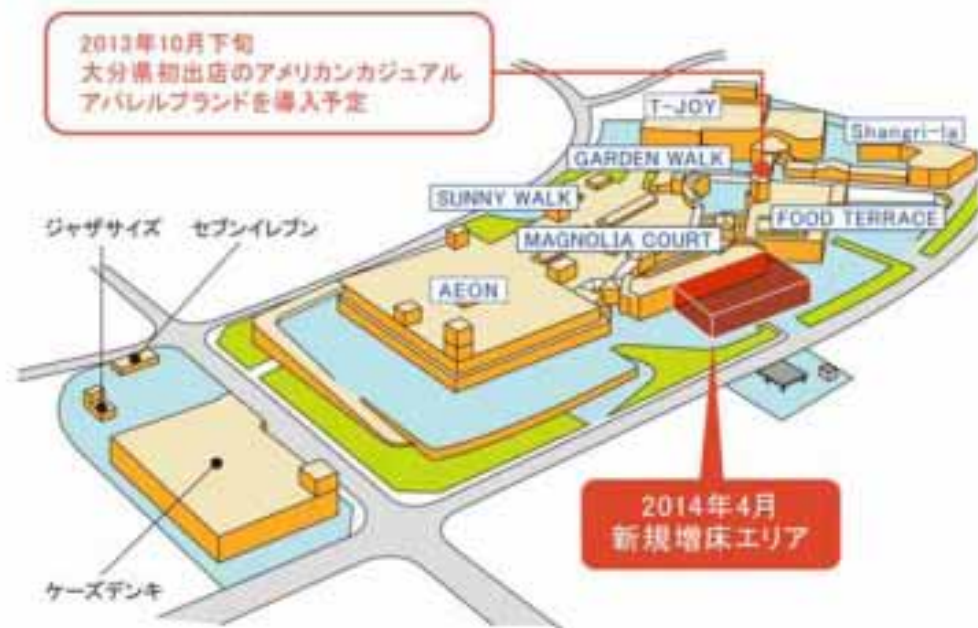 2013年10月下旬
大分県初出店のアメリカンカジュアル
アパレルブランドを導入予定
T-JOY
Shangri-la
GARDEN WALK
SUNNY WALK
FOOD TERRACE
ジャザサイズ
セブンイレブン
MAGNOLIA COURT
AEON
2014年4月
新規増床エリア
ケーズデンキ